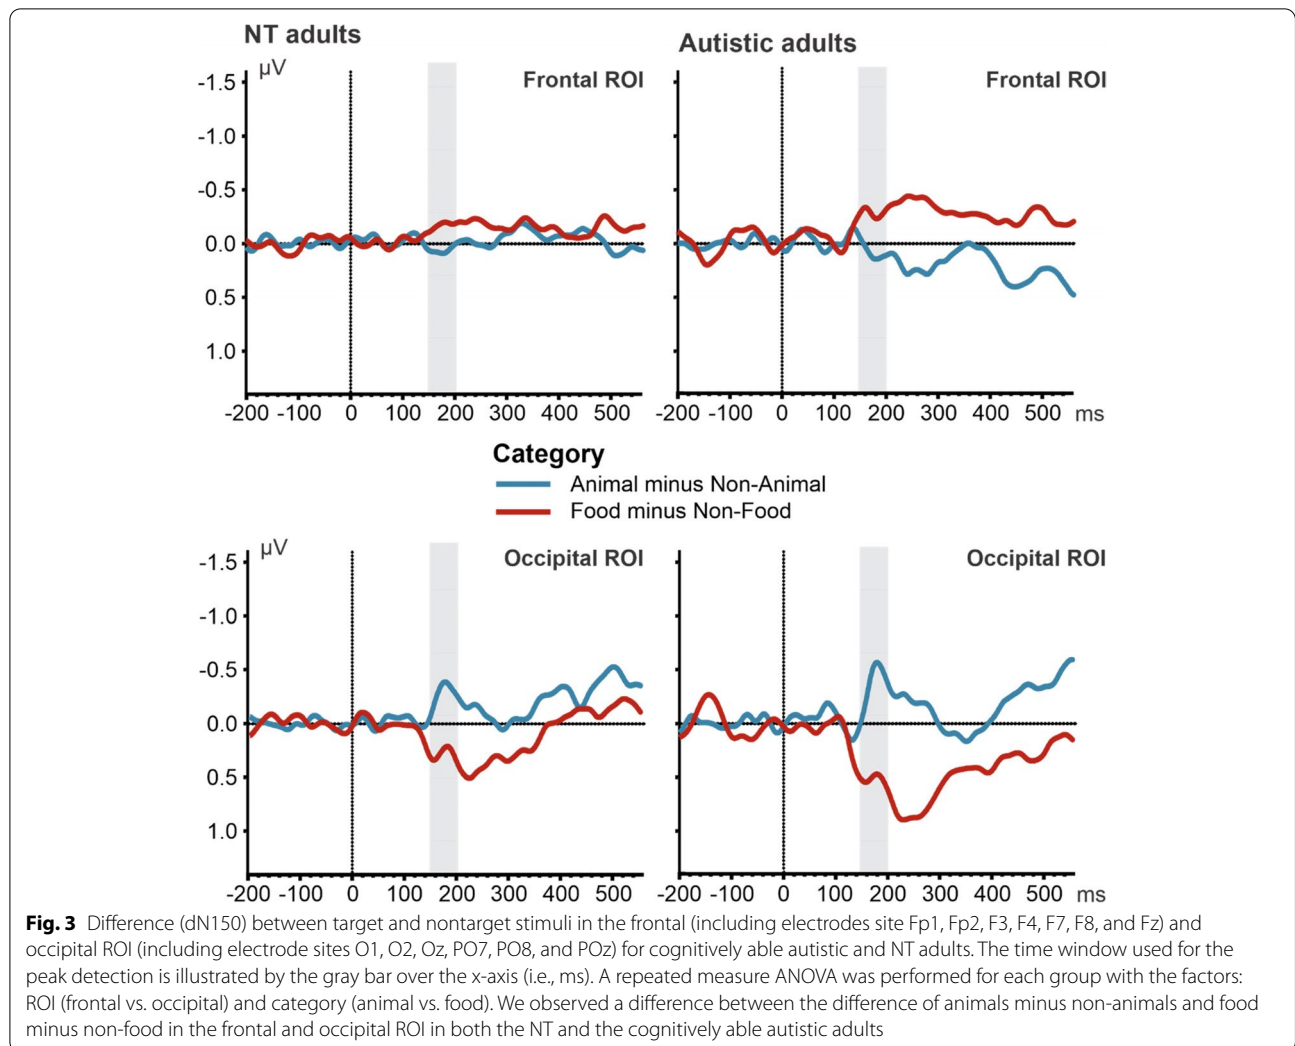 NT adults
Autistic adults
µV
Frontal ROI
Frontal ROI
-1.5
-1.0
-0.5
0.0
0.5
1.0
-200 -100 0 100 200 300 400 500
-200 -100 0 100 200 300 400 500 ms
Category
Animal minus Non-Animal
Food minus Non-Food
µV
Occipital ROI
Occipital ROI
-1.5
-1.0
-0.5
0.0
0.5
1.0
-200 -100 0 100 200 300 400 500
-200 -100 0 100 200 300 400 500 ms
Fig. 3 Difference (dN150) between target and nontarget stimuli in the frontal (including electrodes site Fp1, Fp2, F3, F4, F7, F8, and Fz) and
occipital ROI (including electrode sites O1, O2, Oz, PO7, PO8, and POz) for cognitively able autistic and NT adults. The time window used for the
peak detection is illustrated by the gray bar over the x-axis (i.e., ms). A repeated measure ANOVA was performed for each group with the factors:
ROI (frontal vs. occipital) and category (animal vs. food). We observed a difference between the difference of animals minus non-animals and food
minus non-food in the frontal and occipital ROI in both the NT and the cognitively able autistic adults